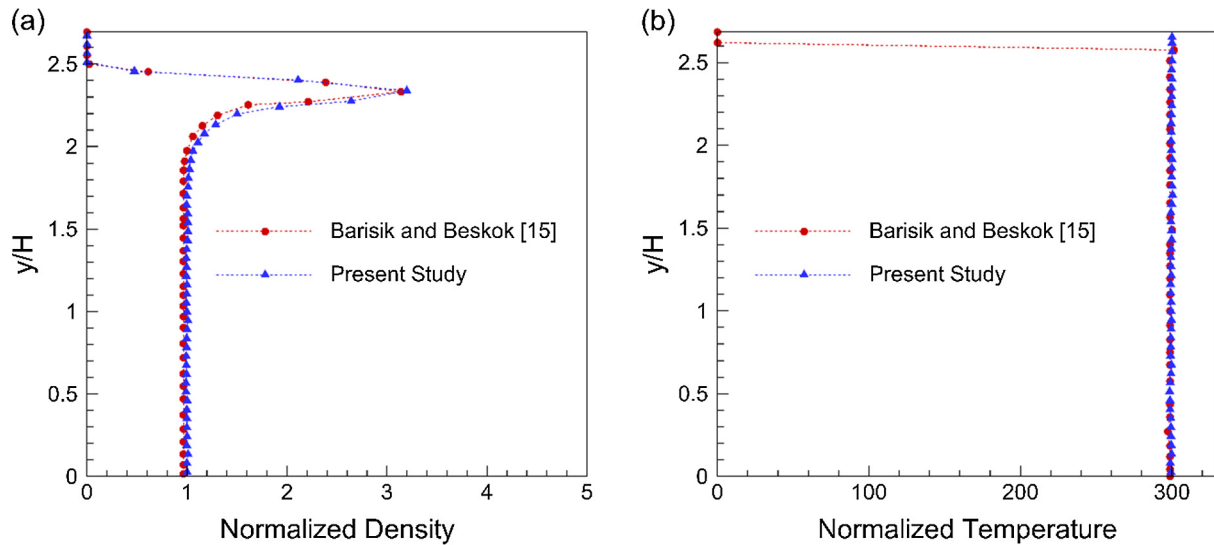 (a)
2.5
2
1.5
1
0.5
0
y/H
Barisik and Beskok [15]
Present Study
0 1 2 3 4 5
Normalized Density
(b)
2.5
2
1.5
1
0.5
0
y/H
Barisik and Beskok [15]
Present Study
0 100 200 300
Normalized Temperature